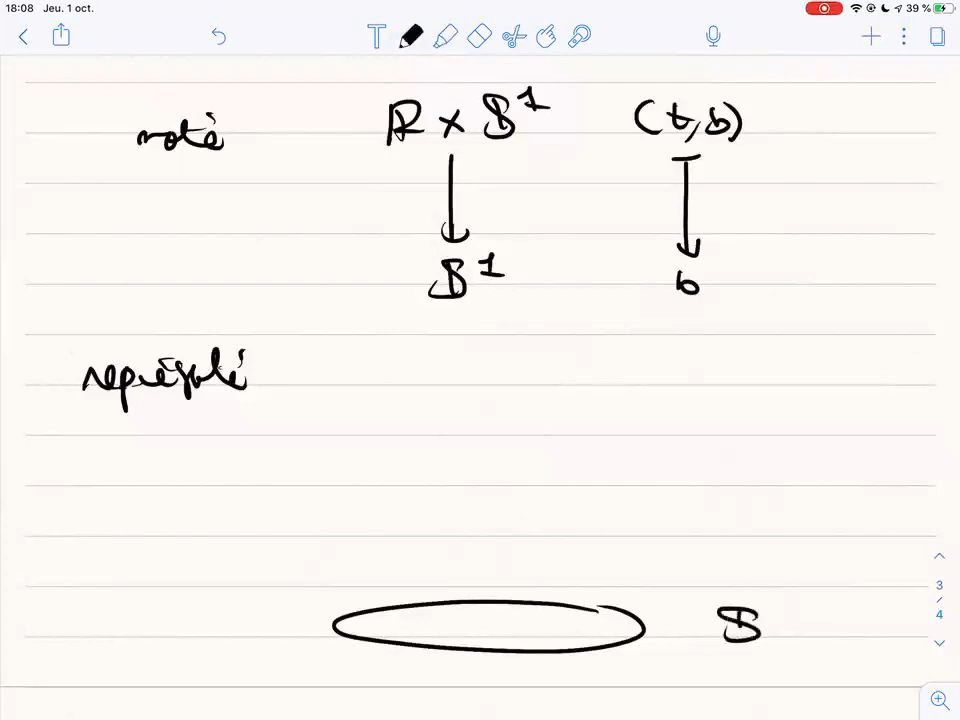 18:08 Jeu. 1 oct. 39 %
T
noté ℝ × 𝕊¹ (t,b)
↓ ↓
𝕊¹ b
3
/
4
𝕊